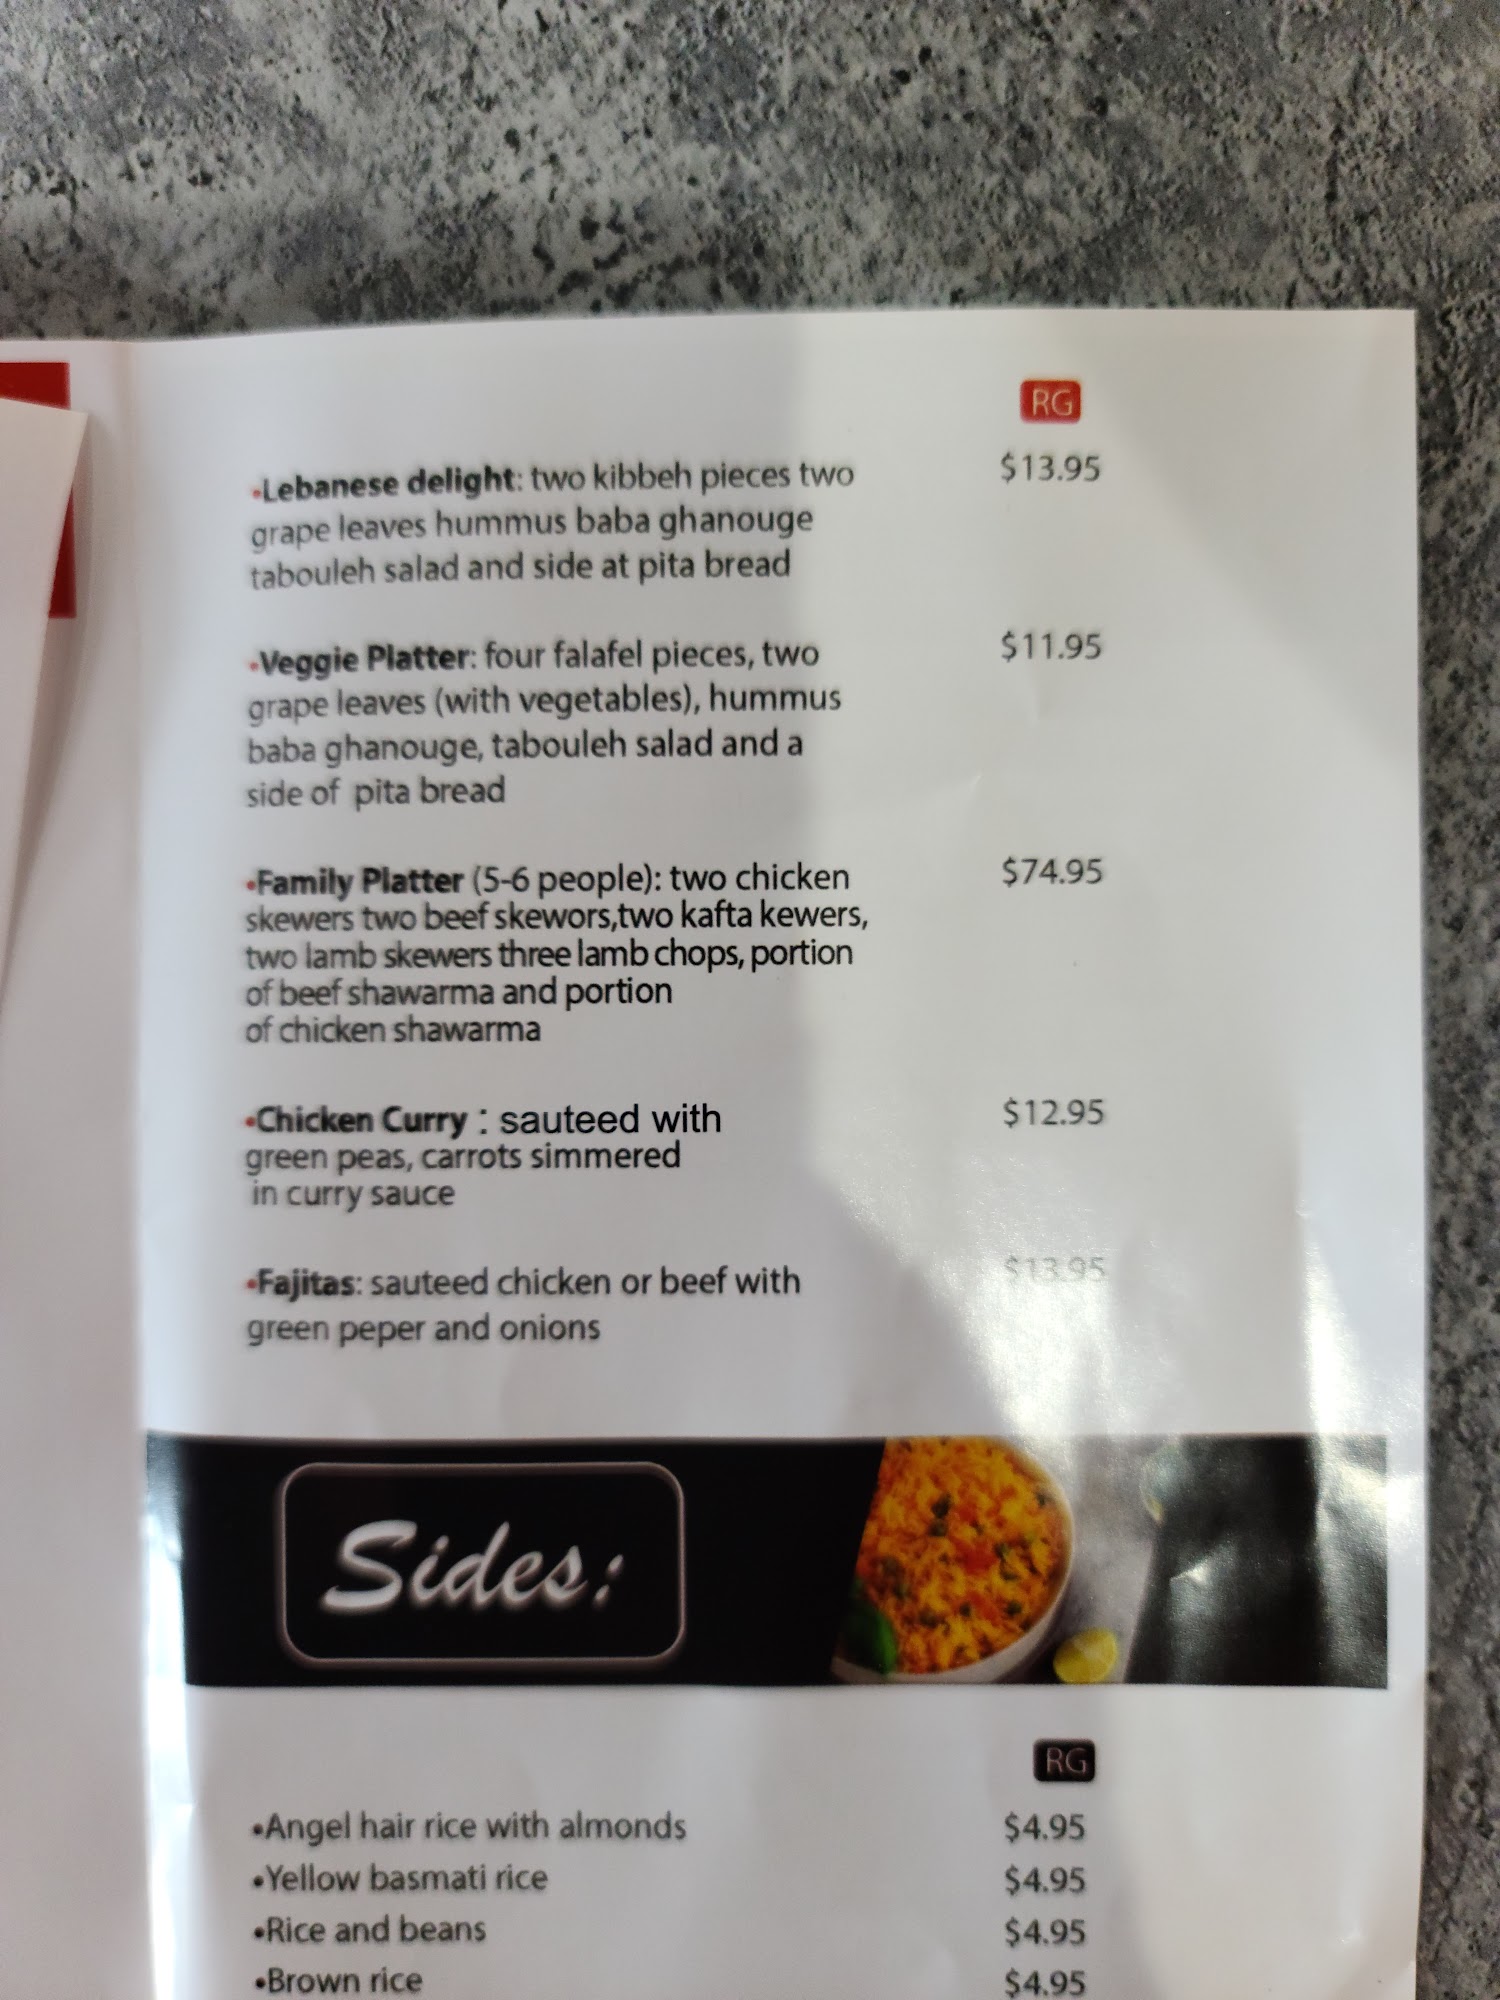 RG
•Lebanese delight: two kibbeh pieces two $13.95
grape leaves hummus baba ghanouge
tabouleh salad and side at pita bread
•Veggie Platter: four falafel pieces, two $11.95
grape leaves (with vegetables), hummus
baba ghanouge, tabouleh salad and a
side of pita bread
•Family Platter (5-6 people): two chicken $74.95
skewers two beef skewors,two kafta kewers,
two lamb skewers three lamb chops, portion
of beef shawarma and portion
of chicken shawarma
•Chicken Curry : sauteed with $12.95
green peas, carrots simmered
in curry sauce
•Fajitas: sauteed chicken or beef with $13.95
green peper and onions
Sides:
RG
•Angel hair rice with almonds $4.95
•Yellow basmati rice $4.95
•Rice and beans $4.95
•Brown rice $4.95